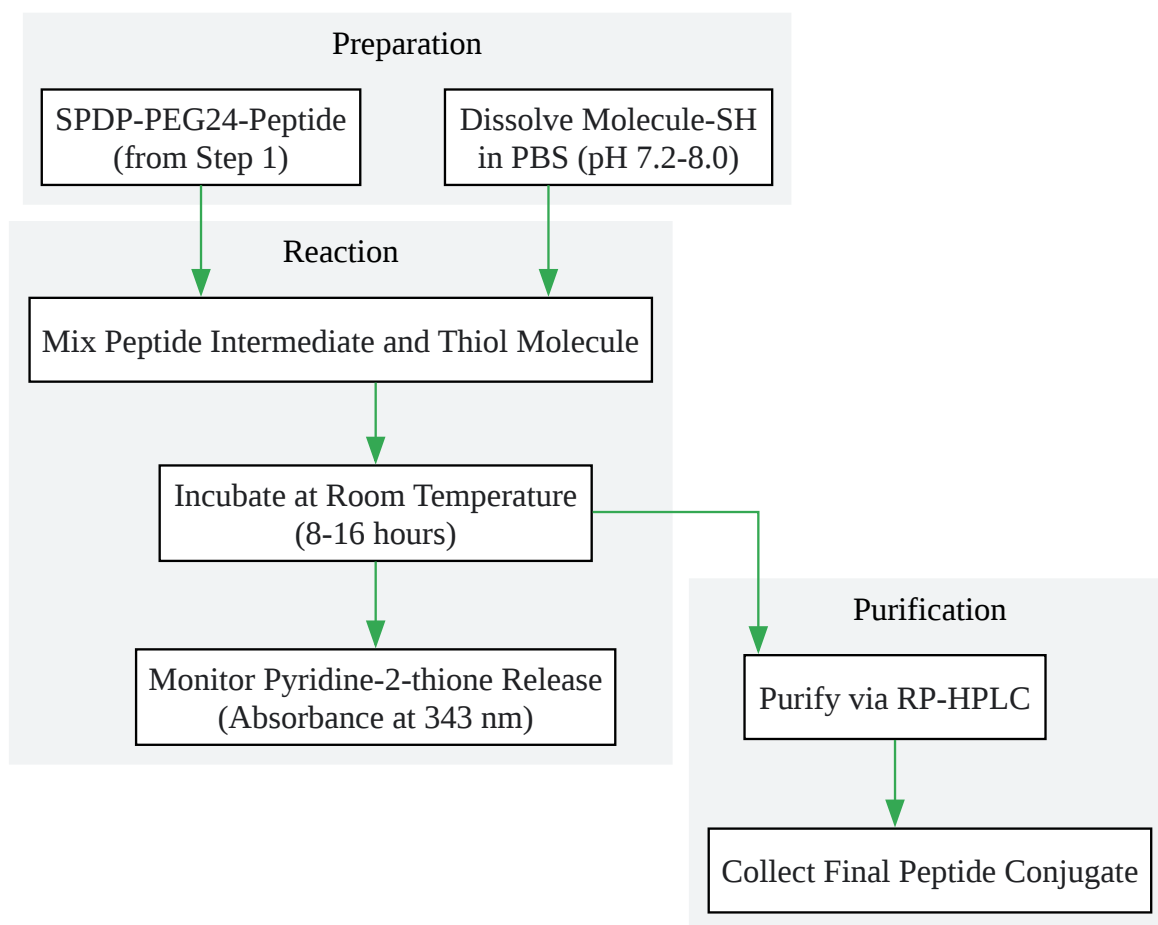 Preparation
SPDP-PEG24-Peptide
(from Step 1)
Dissolve Molecule-SH
in PBS (pH 7.2-8.0)
Reaction
Mix Peptide Intermediate and Thiol Molecule
Incubate at Room Temperature
(8-16 hours)
Monitor Pyridine-2-thione Release
(Absorbance at 343 nm)
Purification
Purify via RP-HPLC
Collect Final Peptide Conjugate